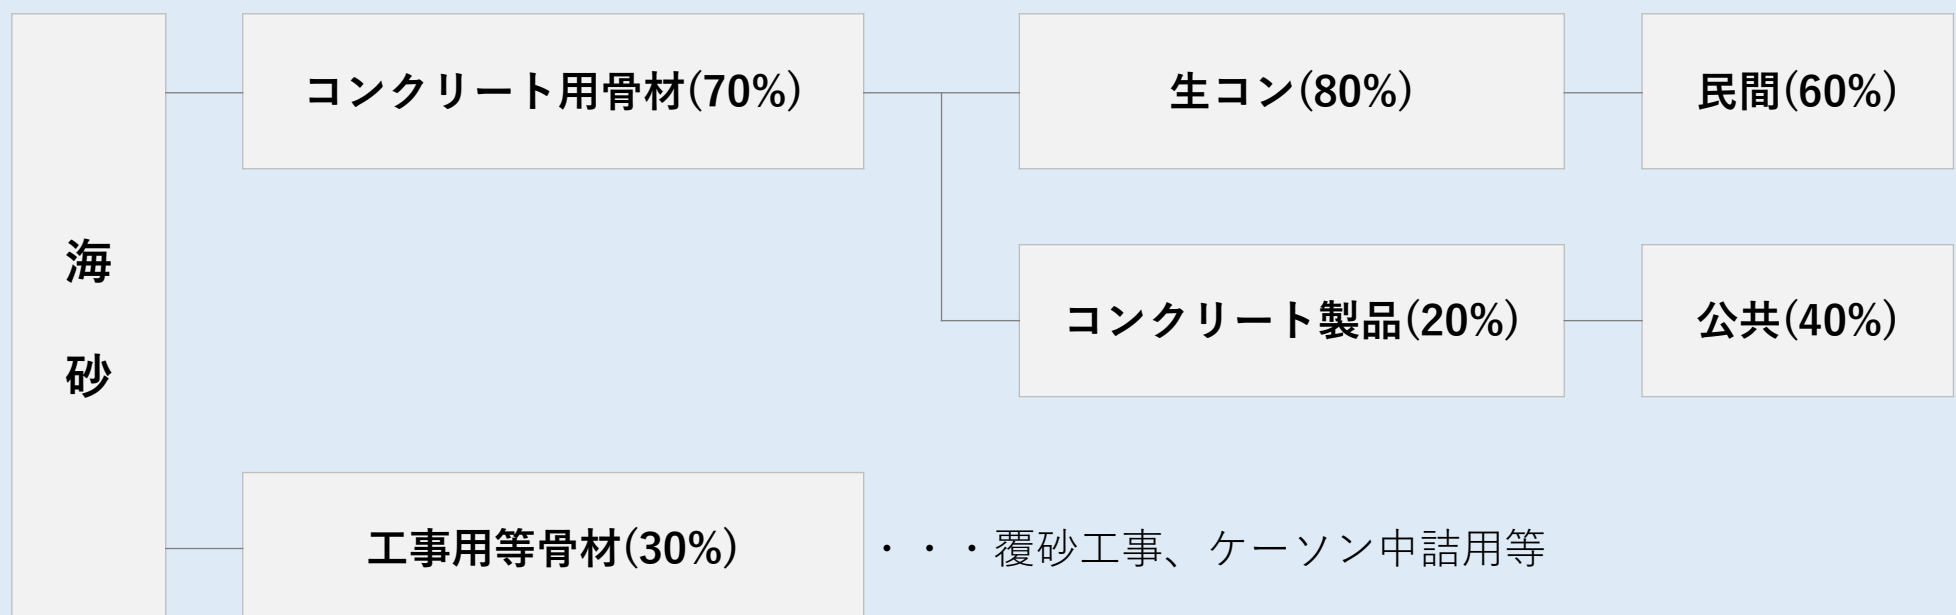 海砂
コンクリート用骨材(70%)
生コン(80%)
民間(60%)
コンクリート製品(20%)
公共(40%)
工事用等骨材(30%)
・・・覆砂工事、ケーソン中詰用等